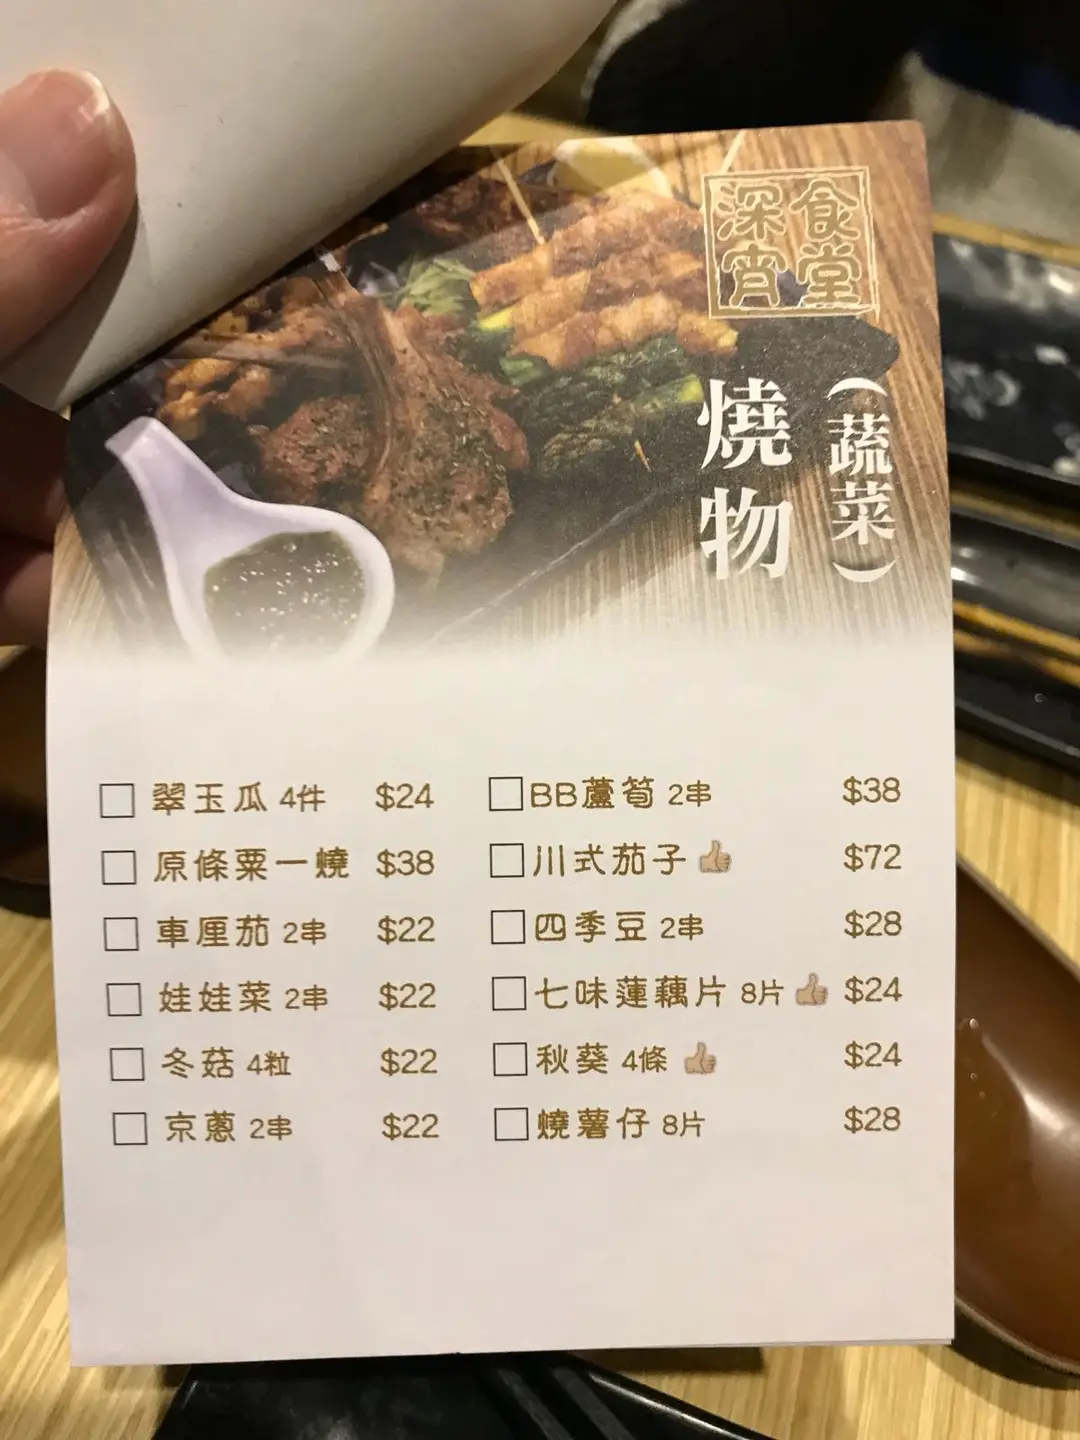 深宵食堂
燒物
（蔬菜）
翠玉瓜 4件 $24
原條粟一燒 $38
車厘茄 2串 $22
娃娃菜 2串 $22
冬菇 4粒 $22
京蔥 2串 $22
BB蘆筍 2串 $38
川式茄子 $72
四季豆 2串 $28
七味蓮藕片 8片 $24
秋葵 4條 $24
燒薯仔 8片 $28